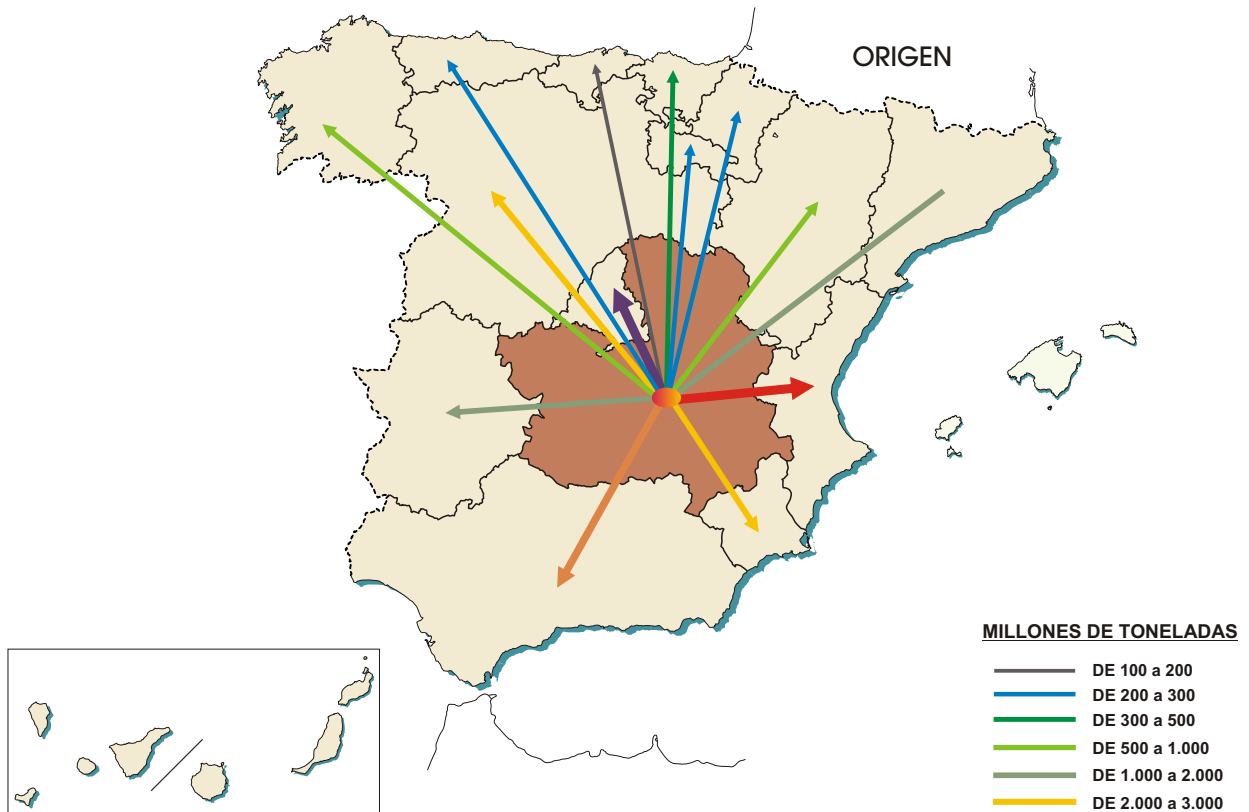 ORIGEN
MILLONES DE TONELADAS
DE 100 a 200
DE 200 a 300
DE 300 a 500
DE 500 a 1.000
DE 1.000 a 2.000
DE 2.000 a 3.000